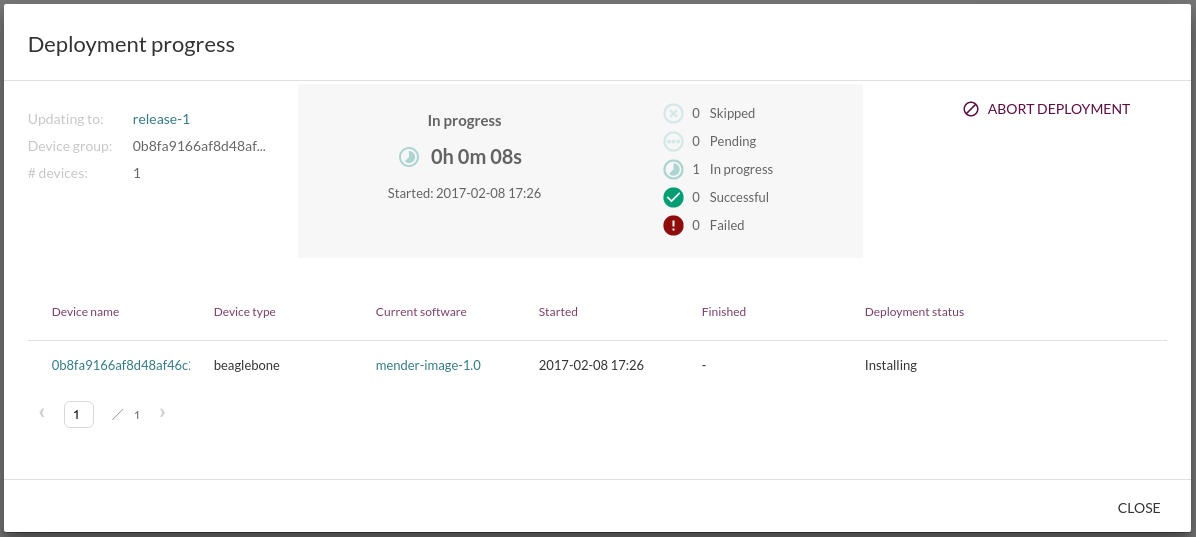 Deployment progress
Updating to: release-1
Device group: 0b8fa9166af8d48af...
# devices: 1
In progress
0h 0m 08s
Started: 2017-02-08 17:26
0 Skipped
0 Pending
1 In progress
0 Successful
0 Failed
ABORT DEPLOYMENT
Device name Device type Current software Started Finished Deployment status
0b8fa9166af8d48af46c: beaglebone mender-image-1.0 2017-02-08 17:26 - Installing
‹ 1 / 1 ›
CLOSE